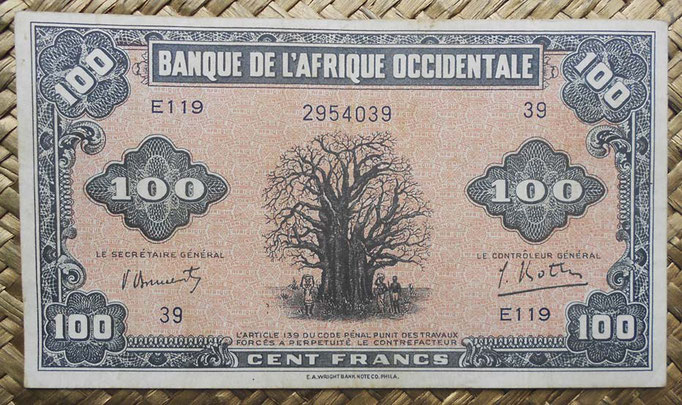 100 BANQUE DE L'AFRIQUE OCCIDENTALE 100
E119 2954039 39
100 100
LE SECRÉTAIRE GÉNÉRAL LE CONTRÔLEUR GÉNÉRAL
39 E119
L'ARTICLE 139 DU CODE PÉNAL PUNIT DES TRAVAUX
FORCÉS A PERPÉTUITÉ LE CONTREFACTEUR
100 CENT FRANCS 100
E.A.WRIGHT BANK NOTE CO. PHILA.